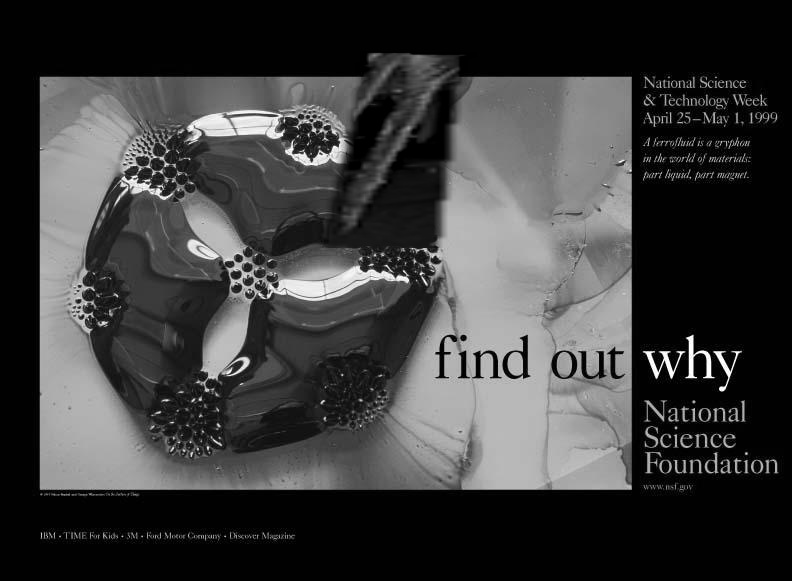 National Science
& Technology Week
April 25–May 1, 1999
A ferrofluid is a gryphon
in the world of materials:
part liquid, part magnet.
find out why
National
Science
Foundation
www.nsf.gov
IBM • TIME For Kids • 3M • Ford Motor Company • Discover Magazine